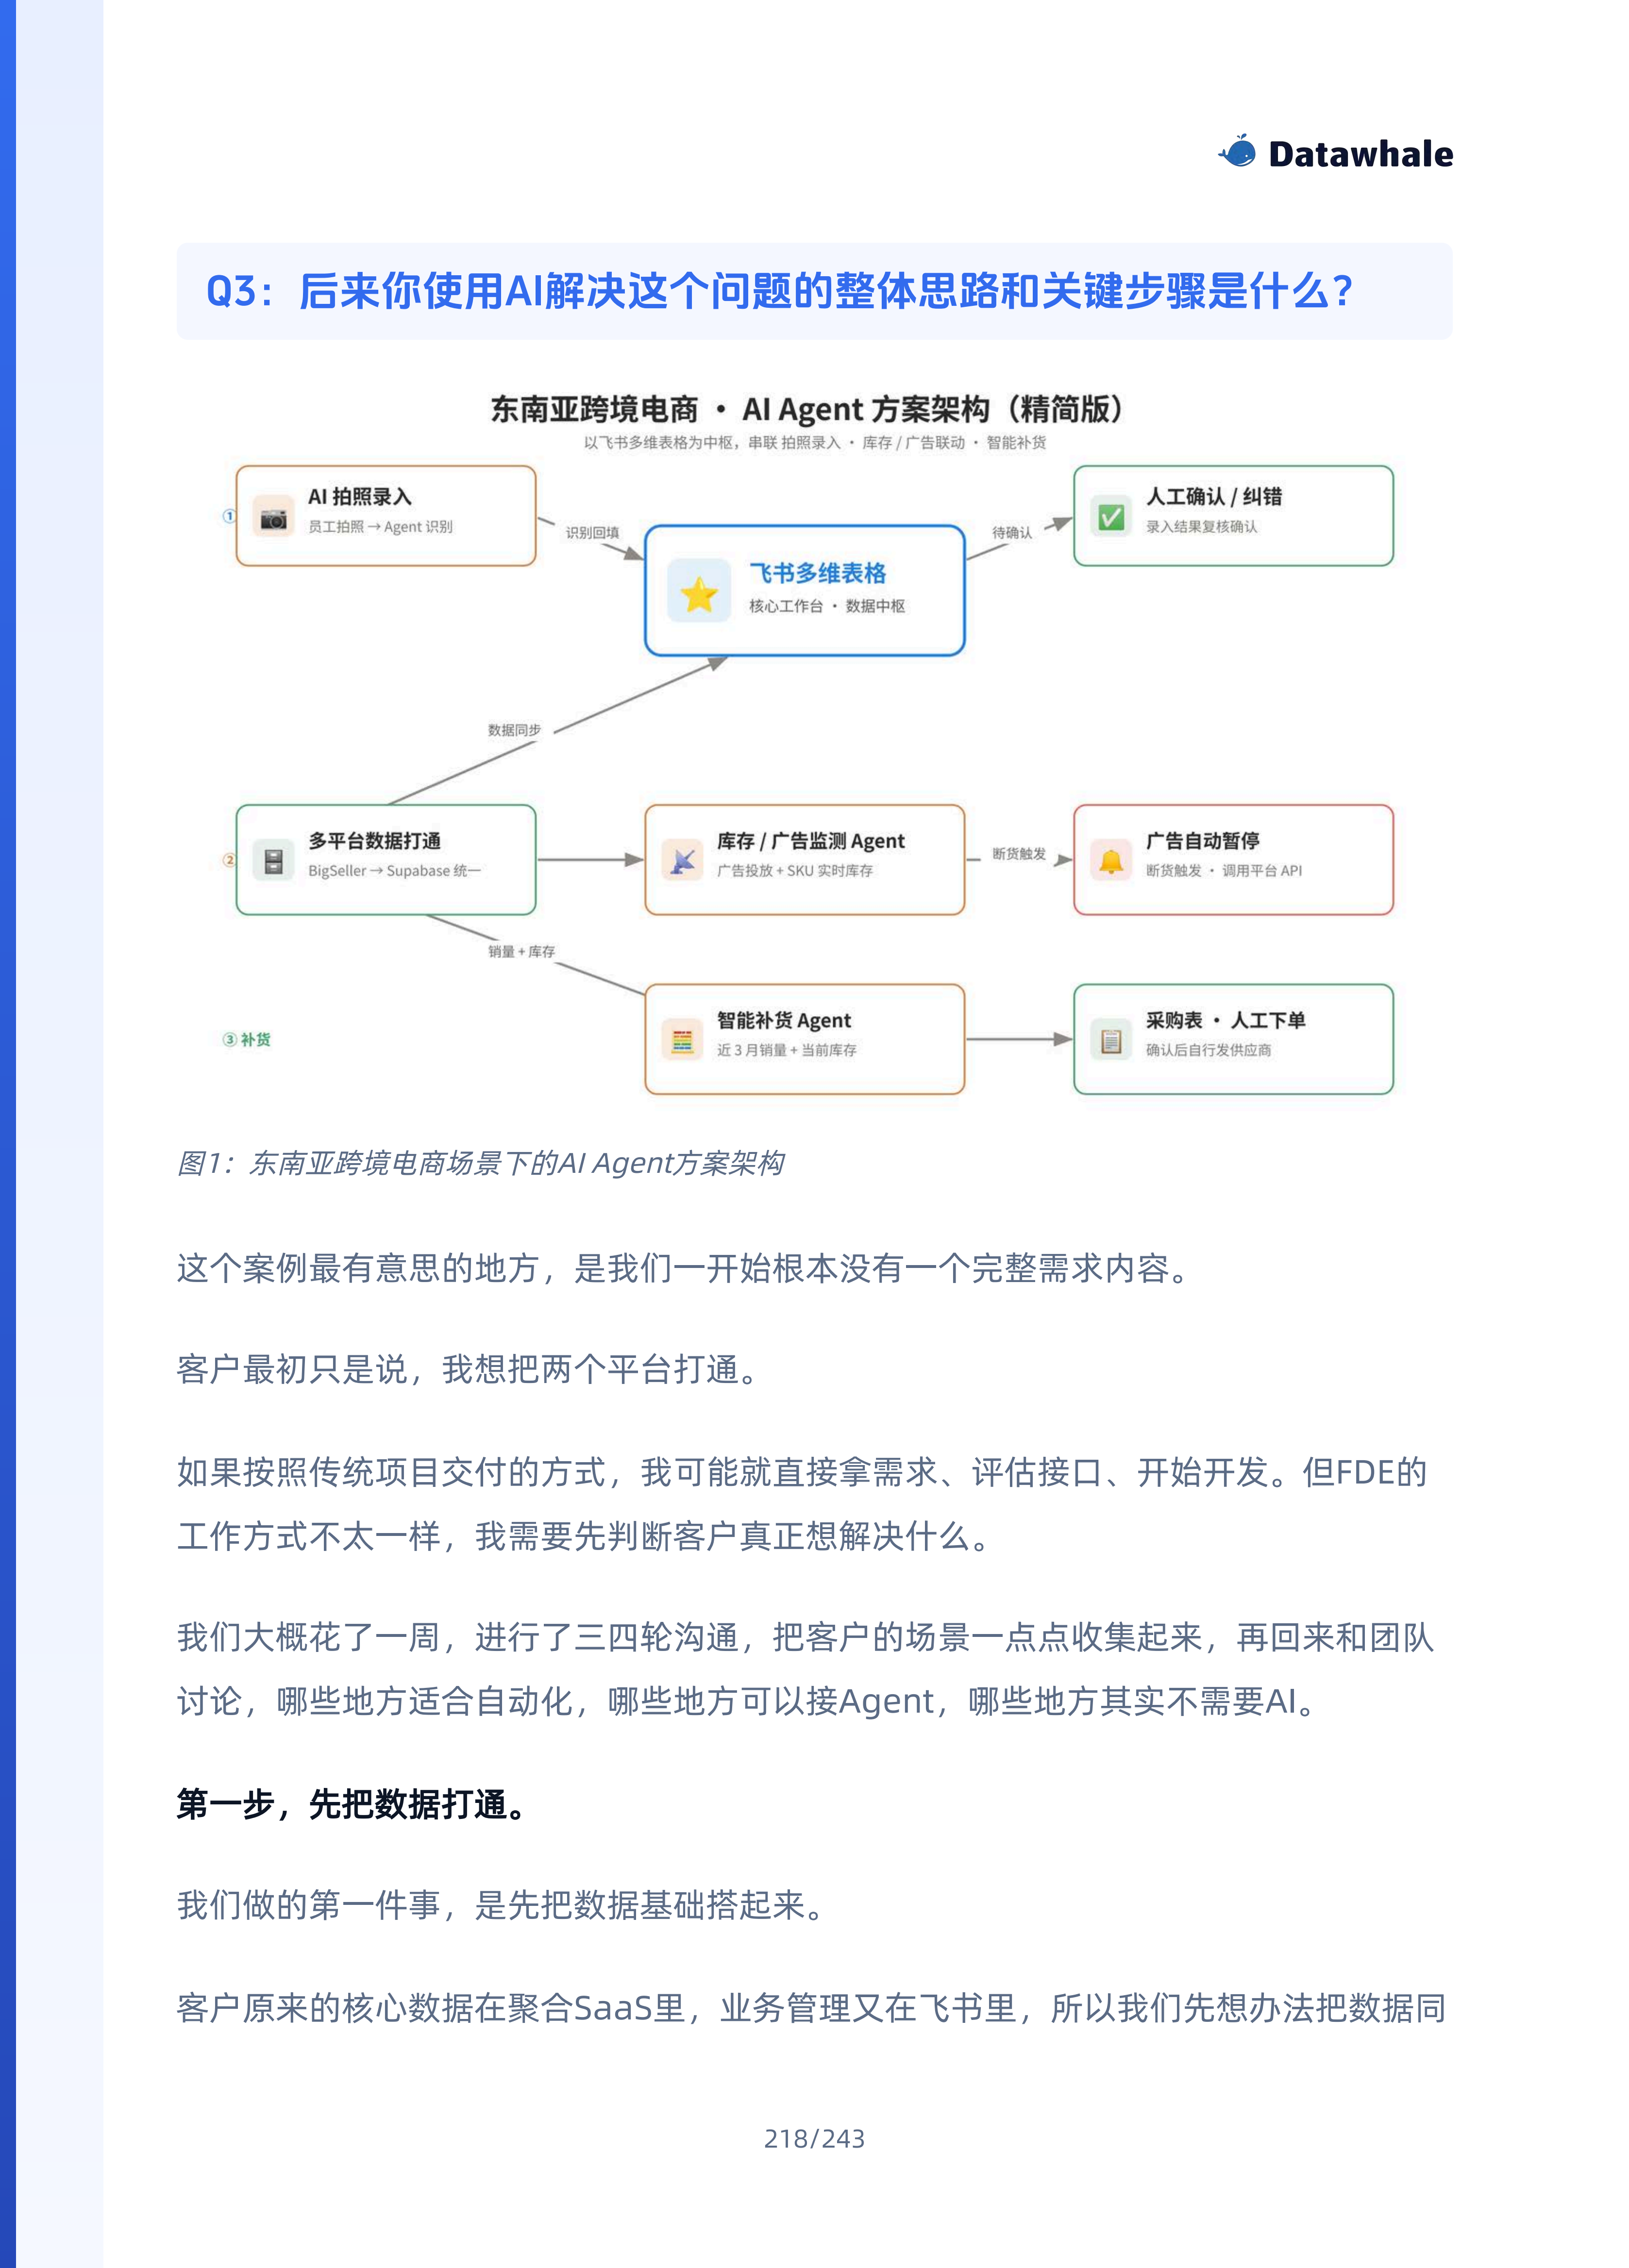 Datawhale
Q3：后来你使用AI解决这个问题的整体思路和关键步骤是什么？
东南亚跨境电商 · AI Agent 方案架构（精简版）
以飞书多维表格为中枢，串联 拍照录入 · 库存 / 广告联动 · 智能补货
①
AI 拍照录入
员工拍照 → Agent 识别
识别回填
飞书多维表格
核心工作台 · 数据中枢
待确认
人工确认 / 纠错
录入结果复核确认
数据同步
②
多平台数据打通
BigSeller → Supabase 统一
库存 / 广告监测 Agent
广告投放 + SKU 实时库存
断货触发
广告自动暂停
断货触发 · 调用平台 API
销量 + 库存
③ 补货
智能补货 Agent
近 3 月销量 + 当前库存
采购表 · 人工下单
确认后自行发供应商
图1：东南亚跨境电商场景下的AI Agent方案架构
这个案例最有意思的地方，是我们一开始根本没有一个完整需求内容。
客户最初只是说，我想把两个平台打通。
如果按照传统项目交付的方式，我可能就直接拿需求、评估接口、开始开发。但FDE的
工作方式不太一样，我需要先判断客户真正想解决什么。
我们大概花了一周，进行了三四轮沟通，把客户的场景一点点收集起来，再回来和团队
讨论，哪些地方适合自动化，哪些地方可以接Agent，哪些地方其实不需要AI。
第一步，先把数据打通。
我们做的第一件事，是先把数据基础搭起来。
客户原来的核心数据在聚合SaaS里，业务管理又在飞书里，所以我们先想办法把数据同
218/243